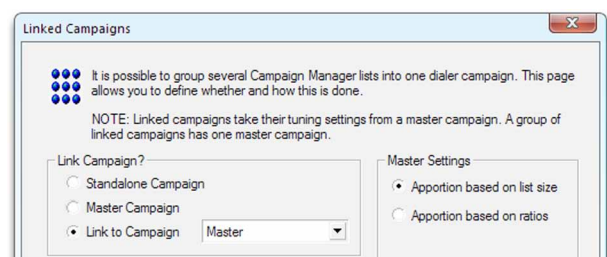 Linked Campaigns
It is possible to group several Campaign Manager lists into one dialer campaign. This page
allows you to define whether and how this is done.
NOTE: Linked campaigns take their tuning settings from a master campaign. A group of
linked campaigns has one master campaign.
Link Campaign?
Standalone Campaign
Master Campaign
Link to Campaign Master
Master Settings
Apportion based on list size
Apportion based on ratios